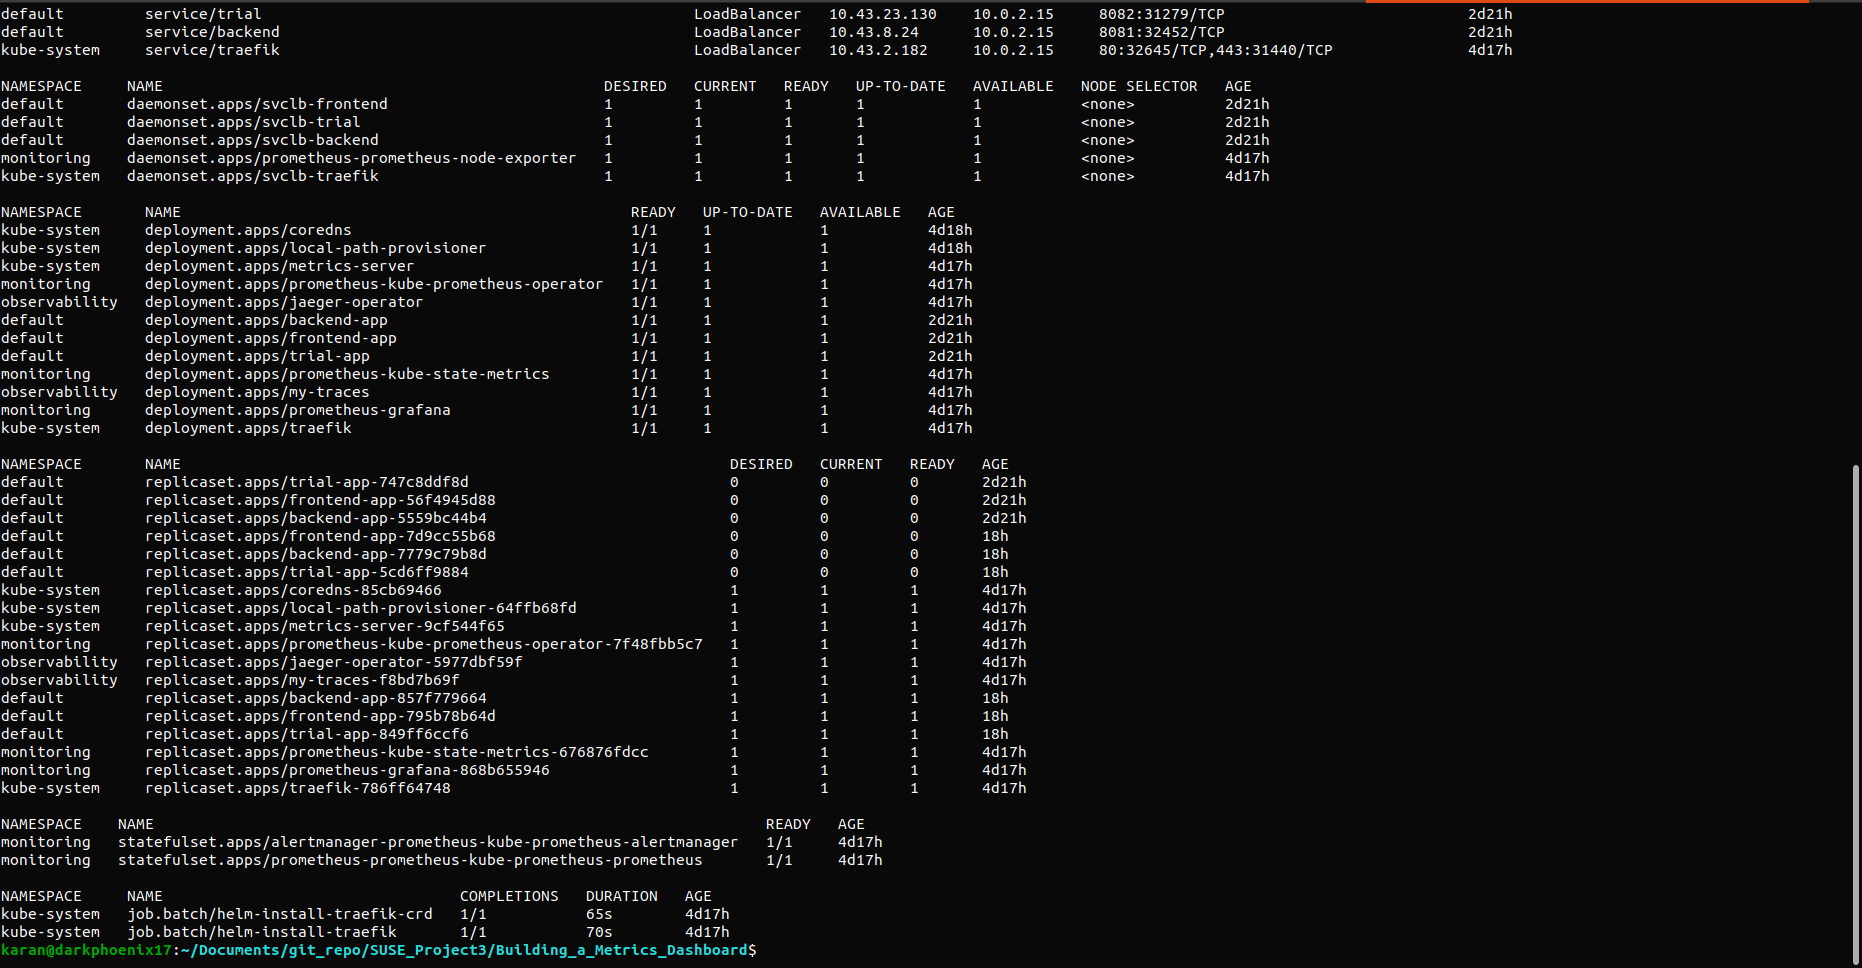 default         service/trial                                                LoadBalancer   10.43.23.130    10.0.2.15     8082:31279/TCP                           2d21h
default         service/backend                                              LoadBalancer   10.43.8.24      10.0.2.15     8081:32452/TCP                           2d21h
kube-system     service/traefik                                              LoadBalancer   10.43.2.182     10.0.2.15     80:32645/TCP,443:31440/TCP               4d17h
NAMESPACE     NAME                                                 DESIRED   CURRENT   READY   UP-TO-DATE   AVAILABLE   NODE SELECTOR   AGE
default       daemonset.apps/svclb-frontend                        1         1         1       1            1           <none>          2d21h
default       daemonset.apps/svclb-trial                           1         1         1       1            1           <none>          2d21h
default       daemonset.apps/svclb-backend                         1         1         1       1            1           <none>          2d21h
monitoring    daemonset.apps/prometheus-prometheus-node-exporter   1         1         1       1            1           <none>          4d17h
kube-system   daemonset.apps/svclb-traefik                         1         1         1       1            1           <none>          4d17h
NAMESPACE       NAME                                                  READY   UP-TO-DATE   AVAILABLE   AGE
kube-system     deployment.apps/coredns                               1/1     1            1           4d18h
kube-system     deployment.apps/local-path-provisioner                1/1     1            1           4d18h
kube-system     deployment.apps/metrics-server                        1/1     1            1           4d17h
monitoring      deployment.apps/prometheus-kube-prometheus-operator   1/1     1            1           4d17h
observability   deployment.apps/jaeger-operator                       1/1     1            1           4d17h
default         deployment.apps/backend-app                           1/1     1            1           2d21h
default         deployment.apps/frontend-app                          1/1     1            1           2d21h
default         deployment.apps/trial-app                             1/1     1            1           2d21h
monitoring      deployment.apps/prometheus-kube-state-metrics         1/1     1            1           4d17h
observability   deployment.apps/my-traces                             1/1     1            1           4d17h
monitoring      deployment.apps/prometheus-grafana                    1/1     1            1           4d17h
kube-system     deployment.apps/traefik                               1/1     1            1           4d17h
NAMESPACE       NAME                                                             DESIRED   CURRENT   READY   AGE
default         replicaset.apps/trial-app-747c8ddf8d                             0         0         0       2d21h
default         replicaset.apps/frontend-app-56f4945d88                          0         0         0       2d21h
default         replicaset.apps/backend-app-5559bc44b4                           0         0         0       2d21h
default         replicaset.apps/frontend-app-7d9cc55b68                          0         0         0       18h
default         replicaset.apps/backend-app-7779c79b8d                           0         0         0       18h
default         replicaset.apps/trial-app-5cd6ff9884                             0         0         0       18h
kube-system     replicaset.apps/coredns-85cb69466                                1         1         1       4d17h
kube-system     replicaset.apps/local-path-provisioner-64ffb68fd                 1         1         1       4d17h
kube-system     replicaset.apps/metrics-server-9cf544f65                         1         1         1       4d17h
monitoring      replicaset.apps/prometheus-kube-prometheus-operator-7f48fbb5c7   1         1         1       4d17h
observability   replicaset.apps/jaeger-operator-5977dbf59f                       1         1         1       4d17h
observability   replicaset.apps/my-traces-f8bd7b69f                              1         1         1       4d17h
default         replicaset.apps/backend-app-857f779664                           1         1         1       18h
default         replicaset.apps/frontend-app-795b78b64d                          1         1         1       18h
default         replicaset.apps/trial-app-849ff6ccf6                             1         1         1       18h
monitoring      replicaset.apps/prometheus-kube-state-metrics-676876fdcc         1         1         1       4d17h
monitoring      replicaset.apps/prometheus-grafana-868b655946                    1         1         1       4d17h
kube-system     replicaset.apps/traefik-786ff64748                               1         1         1       4d17h
NAMESPACE    NAME                                                                    READY   AGE
monitoring   statefulset.apps/alertmanager-prometheus-kube-prometheus-alertmanager   1/1     4d17h
monitoring   statefulset.apps/prometheus-prometheus-kube-prometheus-prometheus       1/1     4d17h
NAMESPACE     NAME                                 COMPLETIONS   DURATION   AGE
kube-system   job.batch/helm-install-traefik-crd   1/1           65s        4d17h
kube-system   job.batch/helm-install-traefik       1/1           70s        4d17h
karan@darkphoenix17:~/Documents/git_repo/SUSE_Project3/Building_a_Metrics_Dashboard$